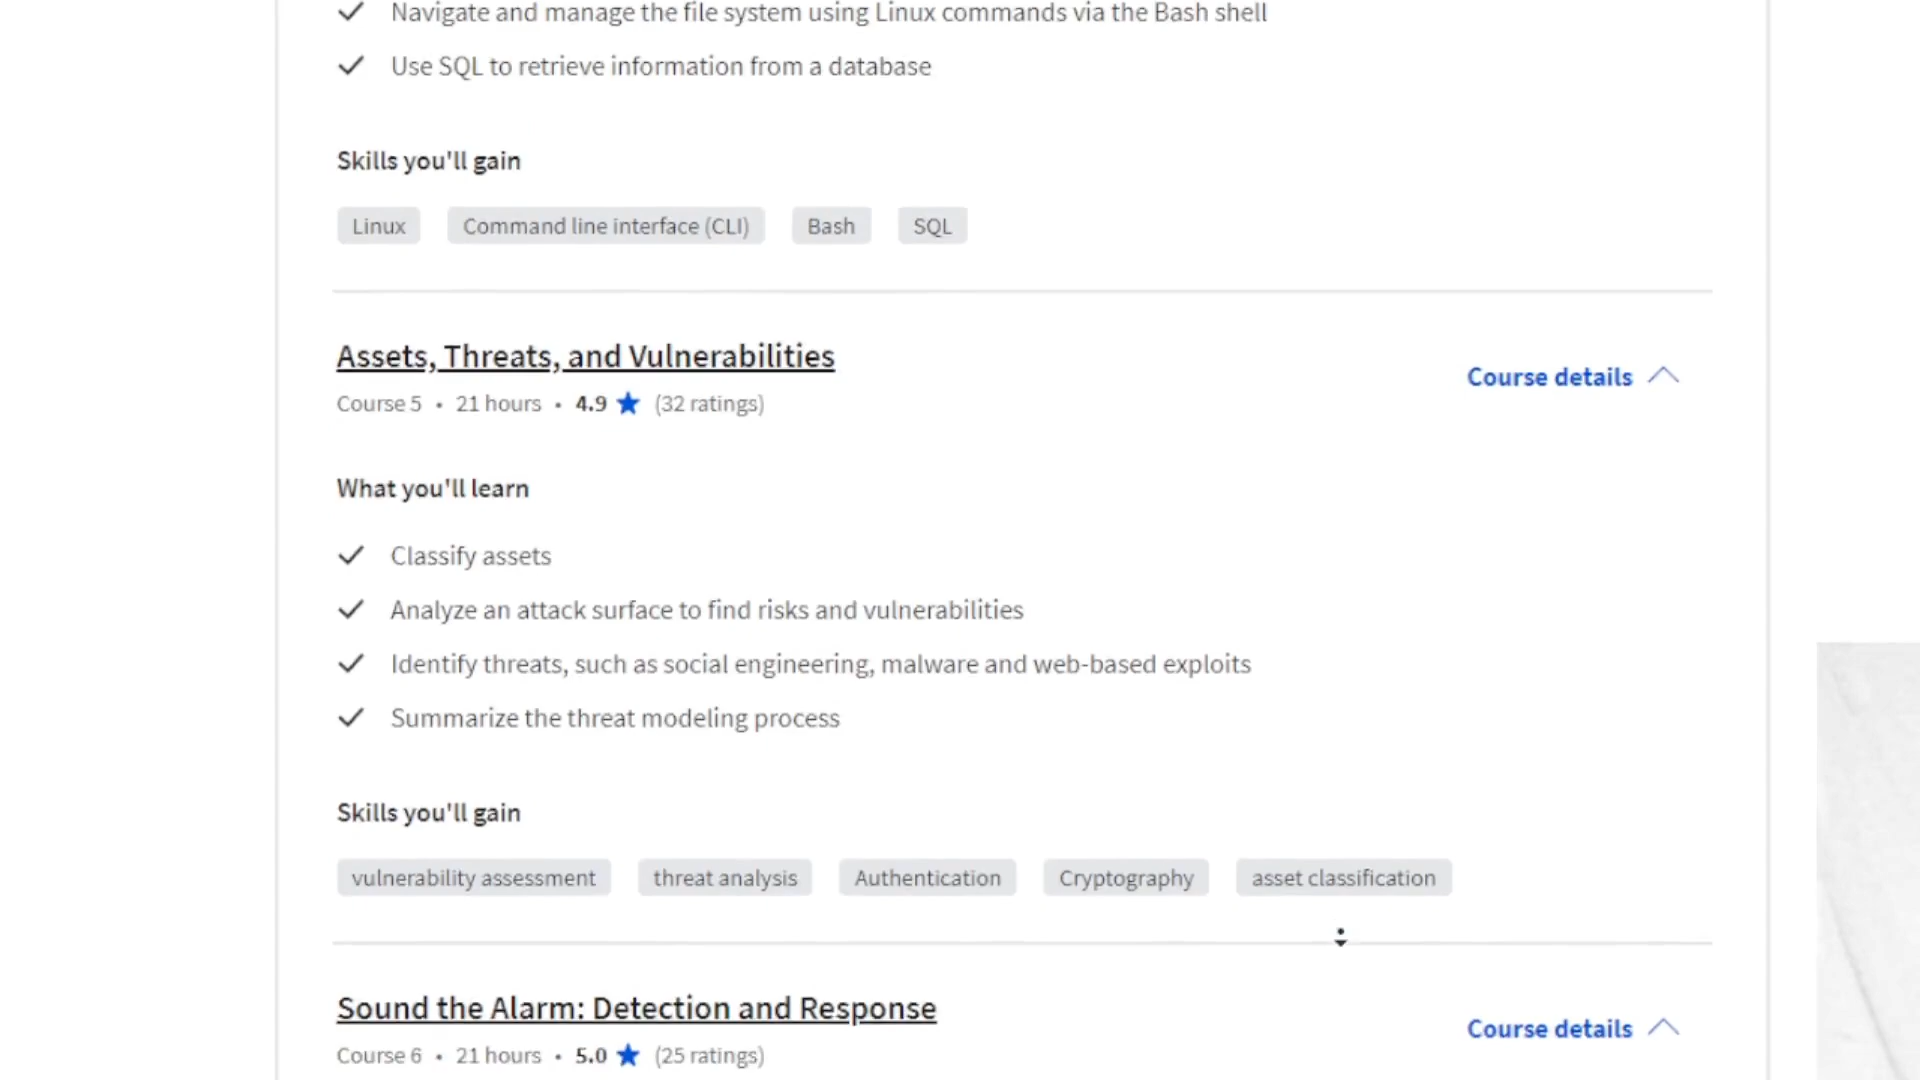 Navigate and manage the file system using Linux commands via the Bash shell
Use SQL to retrieve information from a database
Skills you'll gain
Linux Command line interface (CLI) Bash SQL
Assets, Threats, and Vulnerabilities
Course details
Course 5 • 21 hours • 4.9 ★ (32 ratings)
What you'll learn
Classify assets
Analyze an attack surface to find risks and vulnerabilities
Identify threats, such as social engineering, malware and web-based exploits
Summarize the threat modeling process
Skills you'll gain
vulnerability assessment threat analysis Authentication Cryptography asset classification
Sound the Alarm: Detection and Response
Course details
Course 6 • 21 hours • 5.0 ★ (25 ratings)